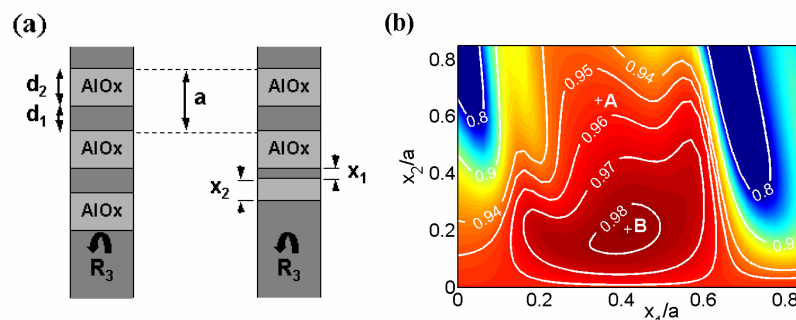 (a)
d₂
d₁
AlOx
AlOx
AlOx
R₃
a
AlOx
AlOx
x₁
x₂
R₃
(b)
x₂/a
0.8
0.6
0.4
0.2
0
0.8
0.9
0.94
0.95
0.94
+A
0.96
0.97
0.98
+B
0.8
0.9
0 0.2 0.4 0.6 0.8
x₁/a